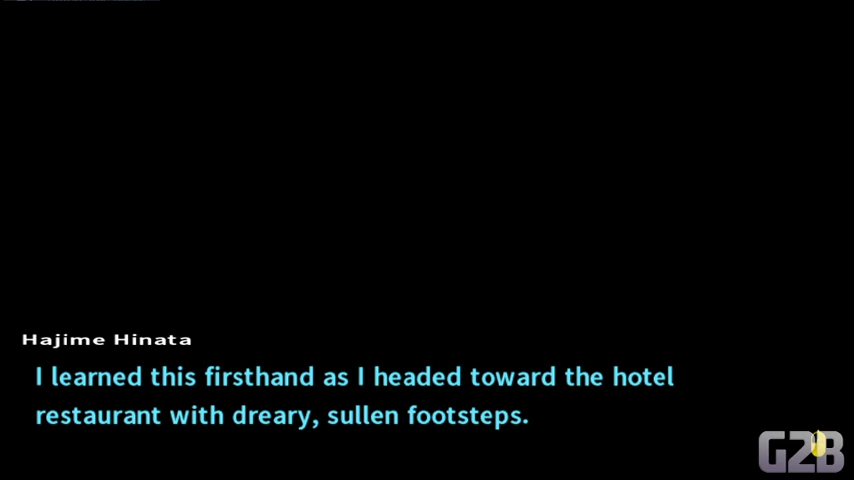 Hajime Hinata
I learned this firsthand as I headed toward the hotel
restaurant with dreary, sullen footsteps.
G2B